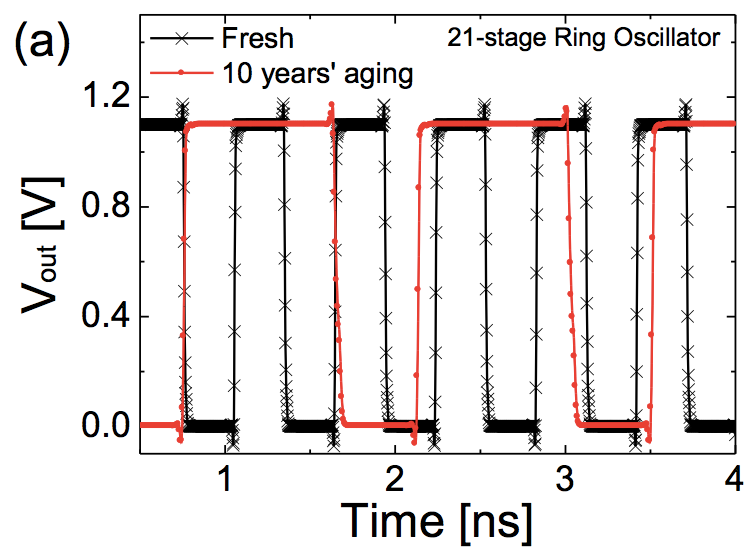 (a)
Fresh
21-stage Ring Oscillator
10 years' aging
1.2
0.8
0.4
0.0
Vout [V]
1
2
3
4
Time [ns]